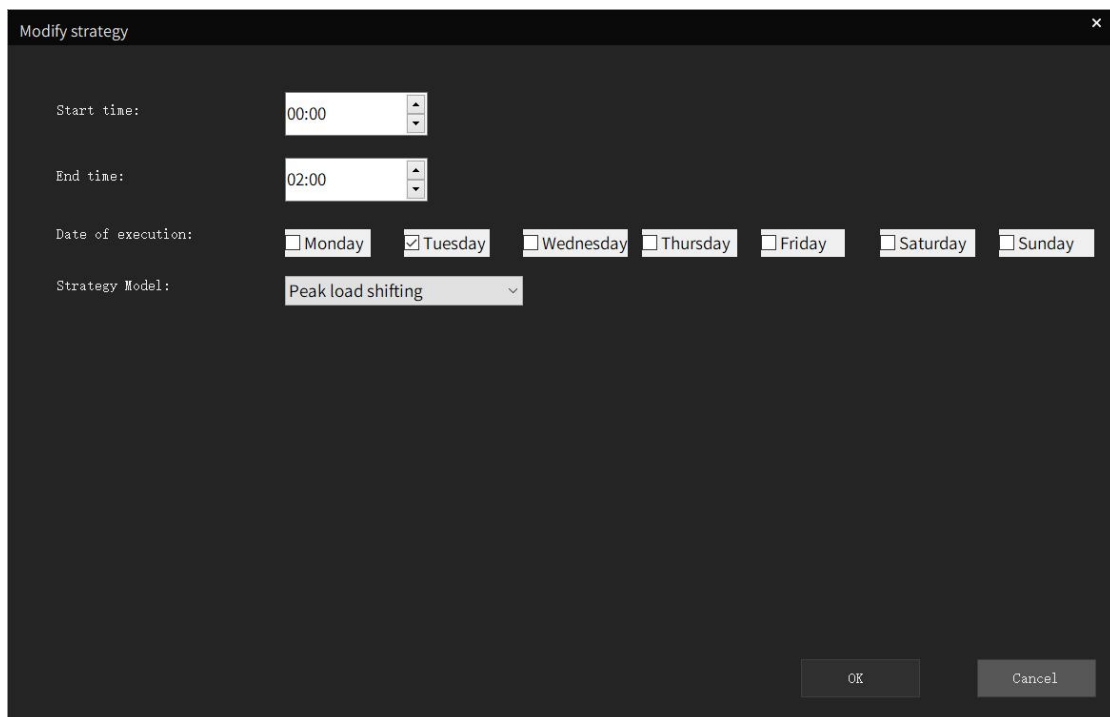 Modify strategy ×
Start time: 00:00
End time: 02:00
Date of execution: Monday Tuesday Wednesday Thursday Friday Saturday Sunday
Strategy Model: Peak load shifting
OK Cancel